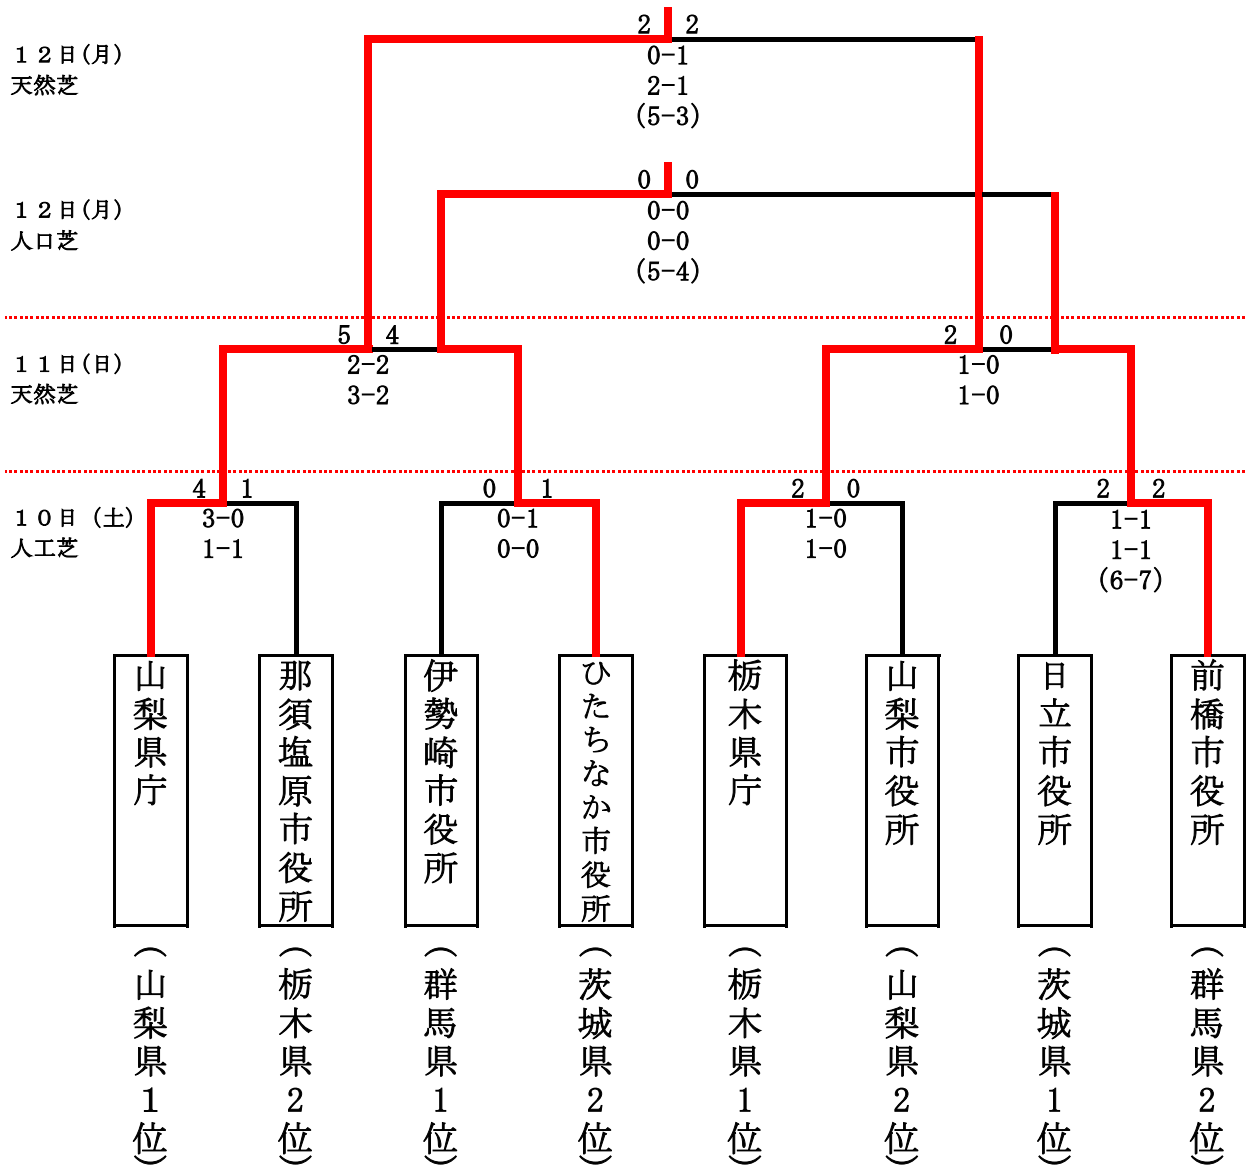 2 2
１２日(月)
0-1
天然芝
2-1
(5-3)
0 0
１２日(月)
0-0
人口芝
0-0
(5-4)
5 4
2 0
１１日(日)
2-2
1-0
天然芝
3-2
1-0
4 1
0 1
2 0
2 2
１０日（土）
3-0
0-1
1-0
1-1
人工芝
1-1
0-0
1-0
1-1
(6-7)
山梨県庁
那須塩原市役所
伊勢崎市役所
ひたちなか市役所
栃木県庁
山梨市役所
日立市役所
前橋市役所
（山梨県１位）
（栃木県２位）
（群馬県１位）
（茨城県２位）
（栃木県１位）
（山梨県２位）
（茨城県１位）
（群馬県２位）